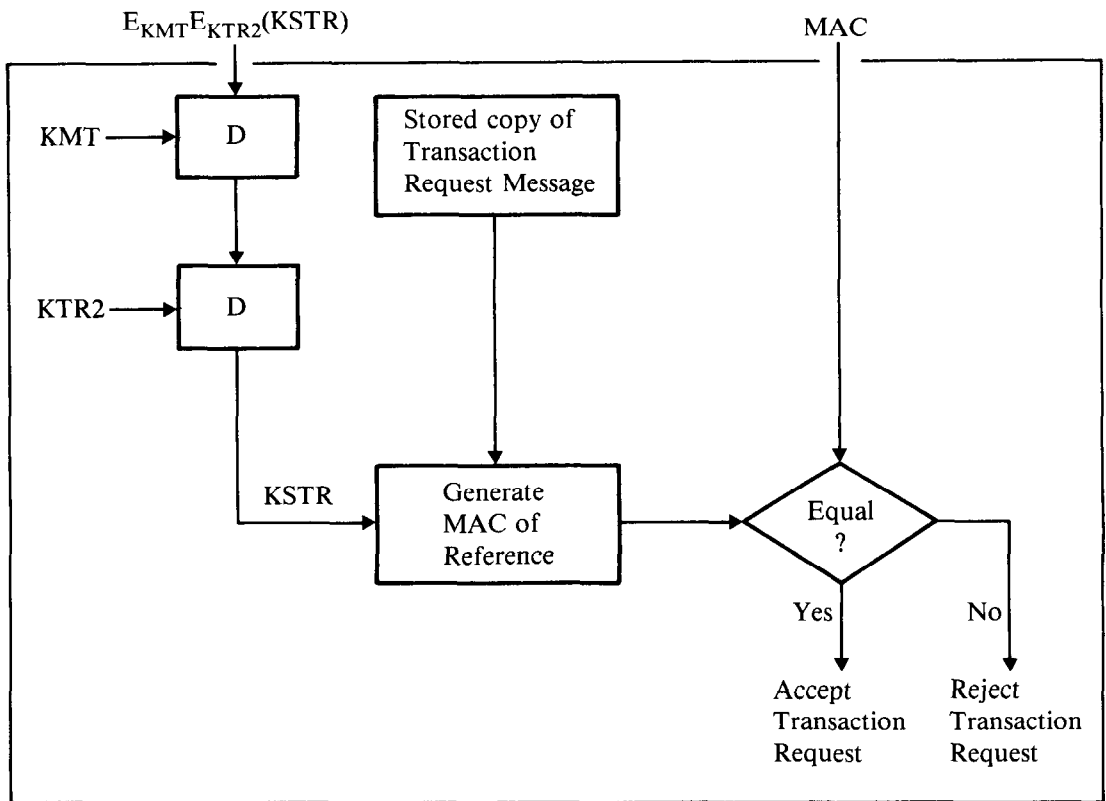 E_KMT E_KTR2(KSTR)
MAC
KMT
D
Stored copy of
Transaction
Request Message
KTR2
D
KSTR
Generate
MAC of
Reference
Equal
?
Yes
No
Accept
Transaction
Request
Reject
Transaction
Request